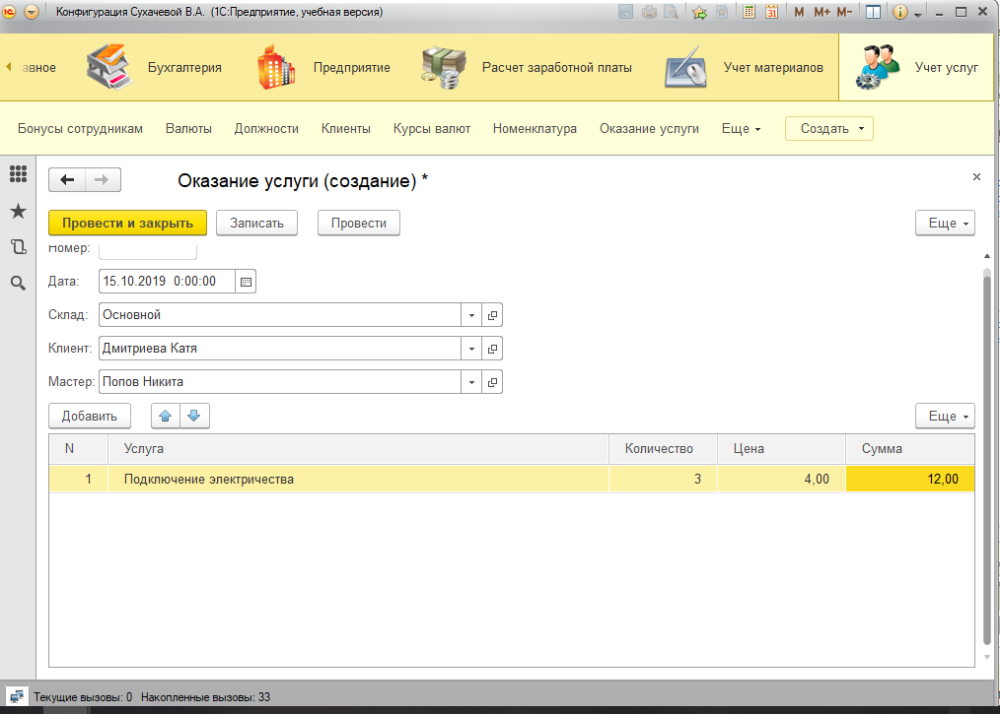 Конфигурация Сухачевой В.А. (1С:Предприятие, учебная версия)
M M+ M-
авное Бухгалтерия Предприятие Расчет заработной платы Учет материалов Учет услуг
Бонусы сотрудникам Валюты Должности Клиенты Курсы валют Номенклатура Оказание услуги Еще Создать
Оказание услуги (создание) *
Провести и закрыть Записать Провести Еще
Номер:
Дата: 15.10.2019 0:00:00
Склад: Основной
Клиент: Дмитриева Катя
Мастер: Попов Никита
Добавить Еще
N Услуга Количество Цена Сумма
1 Подключение электричества 3 4,00 12,00
Текущие вызовы: 0 Накопленные вызовы: 33